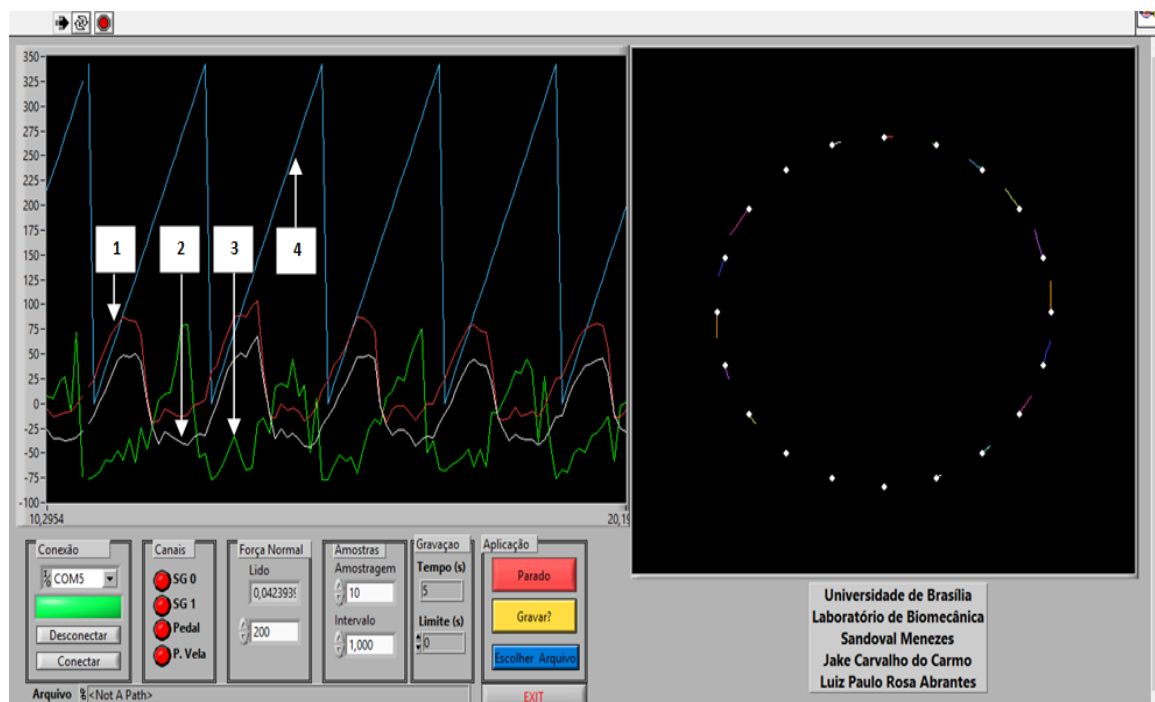 350
325
300
275
250
225
200
175
150
125
100
75
50
25
0
-25
-50
-75
-100
1
2
3
4
10,2954
20,19
Conexão
COM5
Desconectar
Conectar
Canais
SG 0
SG 1
Pedal
P. Vela
Força Normal
Lido
0,0423939
200
Amostras
Amostragem
10
Intervalo
1,000
Gravaçao
Tempo (s)
5
Limite (s)
0
Aplicação
Parado
Gravar?
Escolher Arquivo
EXIT
Arquivo <Not A Path>
Universidade de Brasília
Laboratório de Biomecânica
Sandoval Menezes
Jake Carvalho do Carmo
Luiz Paulo Rosa Abrantes